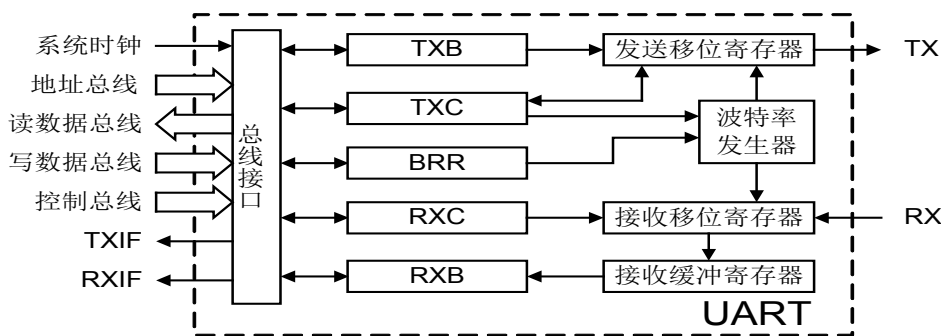 系统时钟
地址总线
读数据总线
写数据总线
控制总线
TXIF
RXIF
总线接口
TXB
TXC
BRR
RXC
RXB
发送移位寄存器
波特率
发生器
接收移位寄存器
接收缓冲寄存器
TX
RX
UART